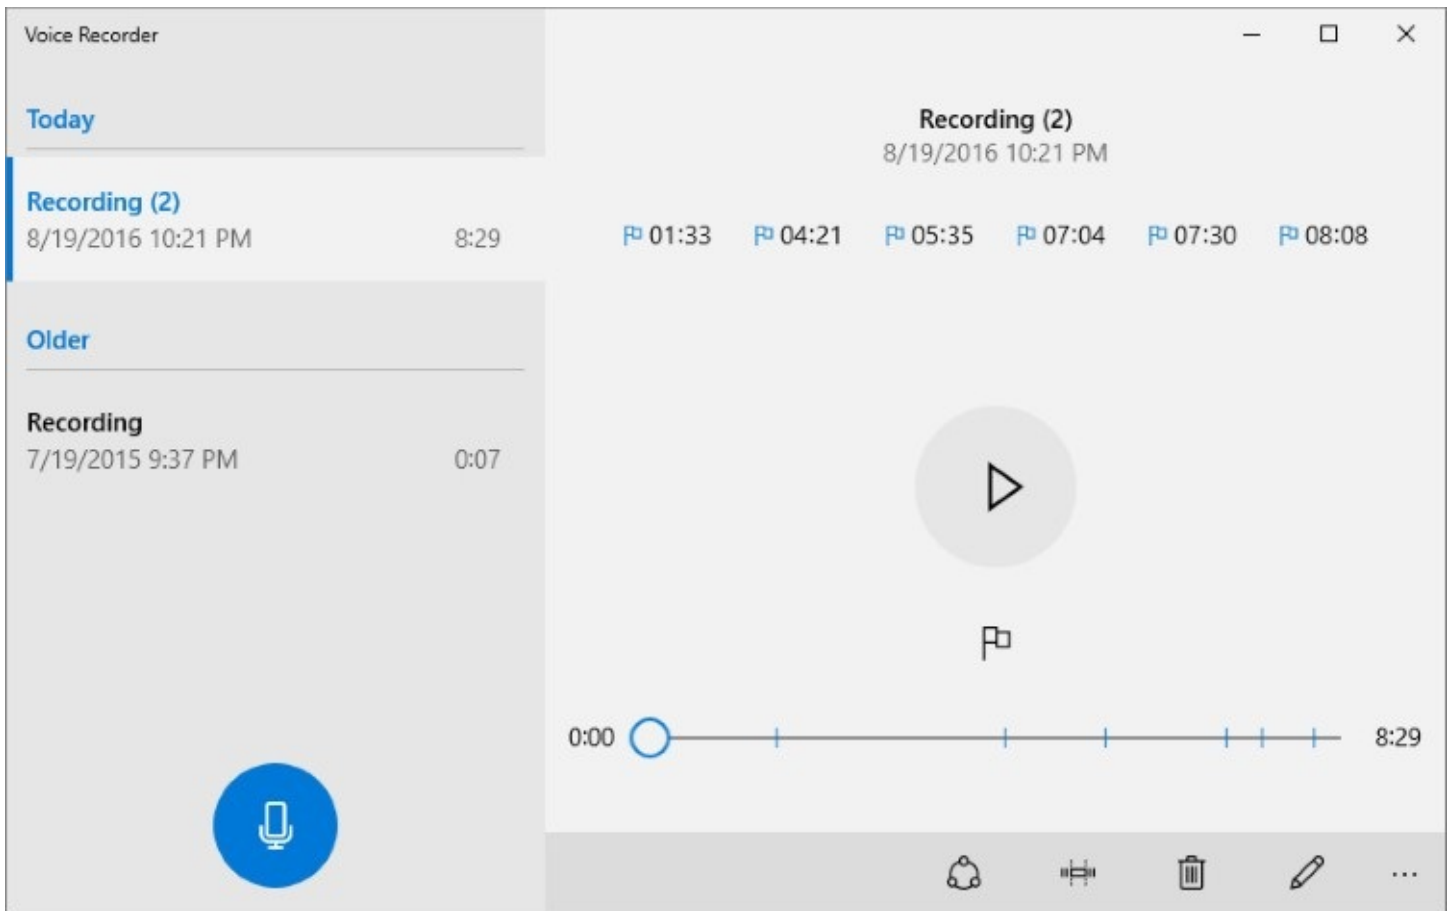 Voice Recorder
Today
Recording (2)
8/19/2016 10:21 PM 8:29
Older
Recording
7/19/2015 9:37 PM 0:07
Recording (2)
8/19/2016 10:21 PM
01:33 04:21 05:35 07:04 07:30 08:08
0:00 8:29